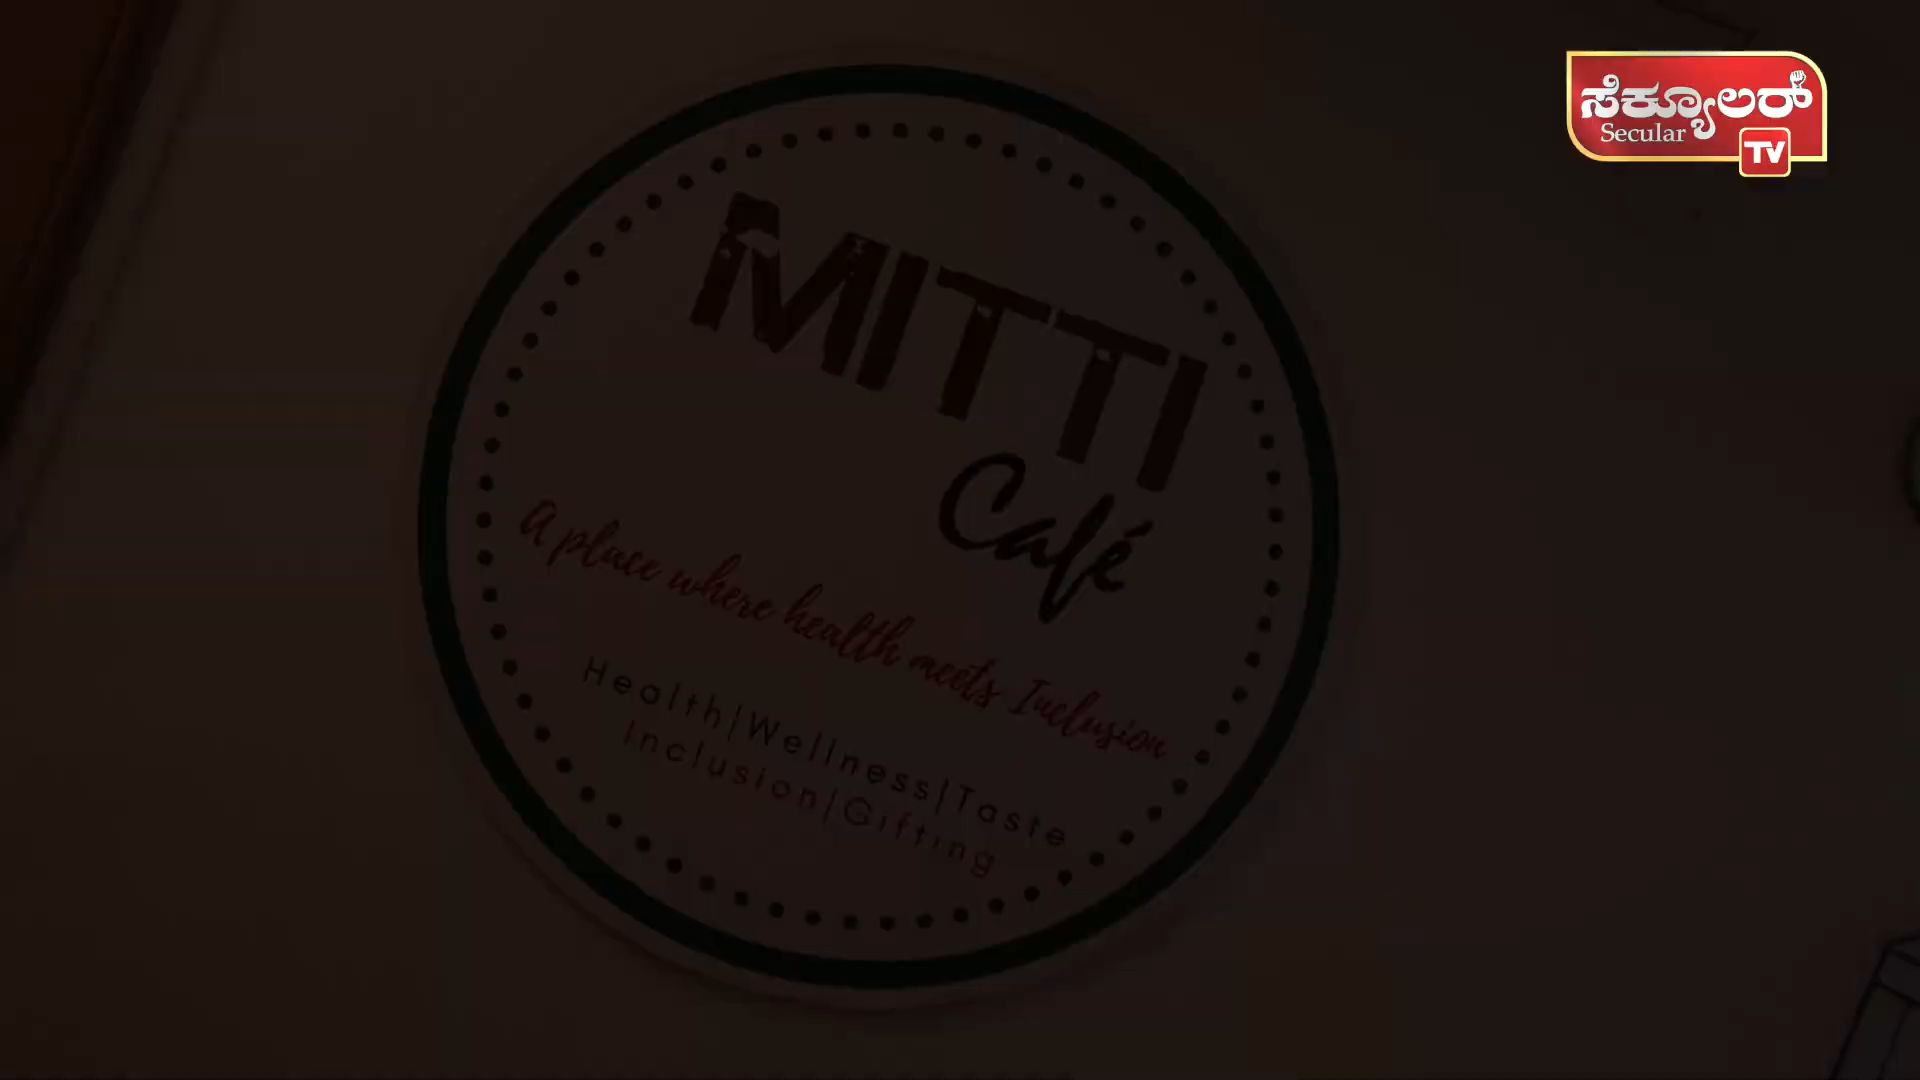 ಸೆಕ್ಯೂಲರ್
Secular
TV
MITTI
Café
A place where health meets Inclusion
Health|Wellness|Taste
Inclusion|Gifting